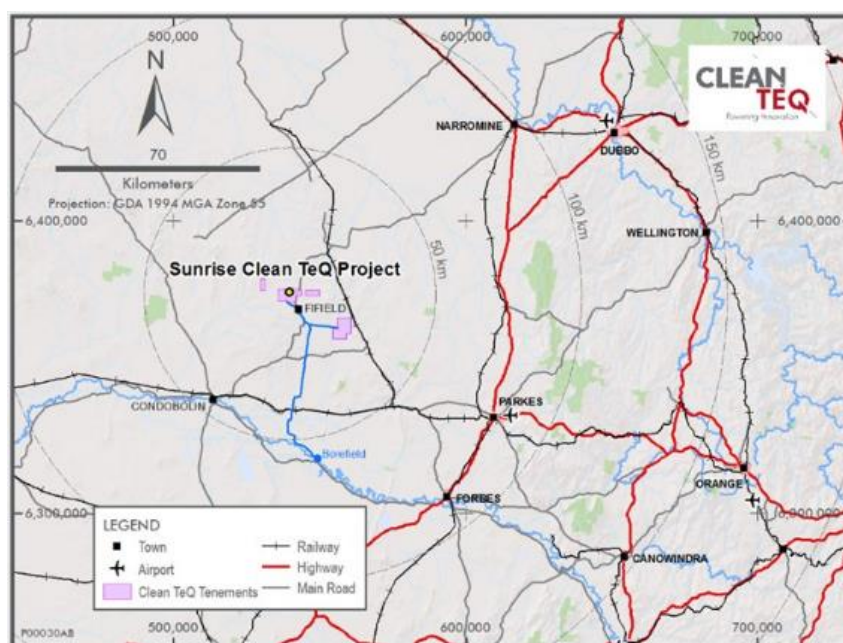 500,000
600,000
700,000
N
CLEAN
TEQ
70
Kilometers
Projection: GDA 1994 MGA Zone 55
NARROMINE
DUBBO
150 km
100 km
50 km
6,400,000
6,400,000
WELLINGTON
Sunrise Clean TeQ Project
FIFIELD
CONDOBOLIN
PARKES
Borefield
ORANGE
FORBES
6,300,000
6,300,000
CANOWINDRA
LEGEND
Town
Airport
Clean TeQ Tenements
Railway
Highway
Main Road
P00030AB
500,000
600,000
700,000